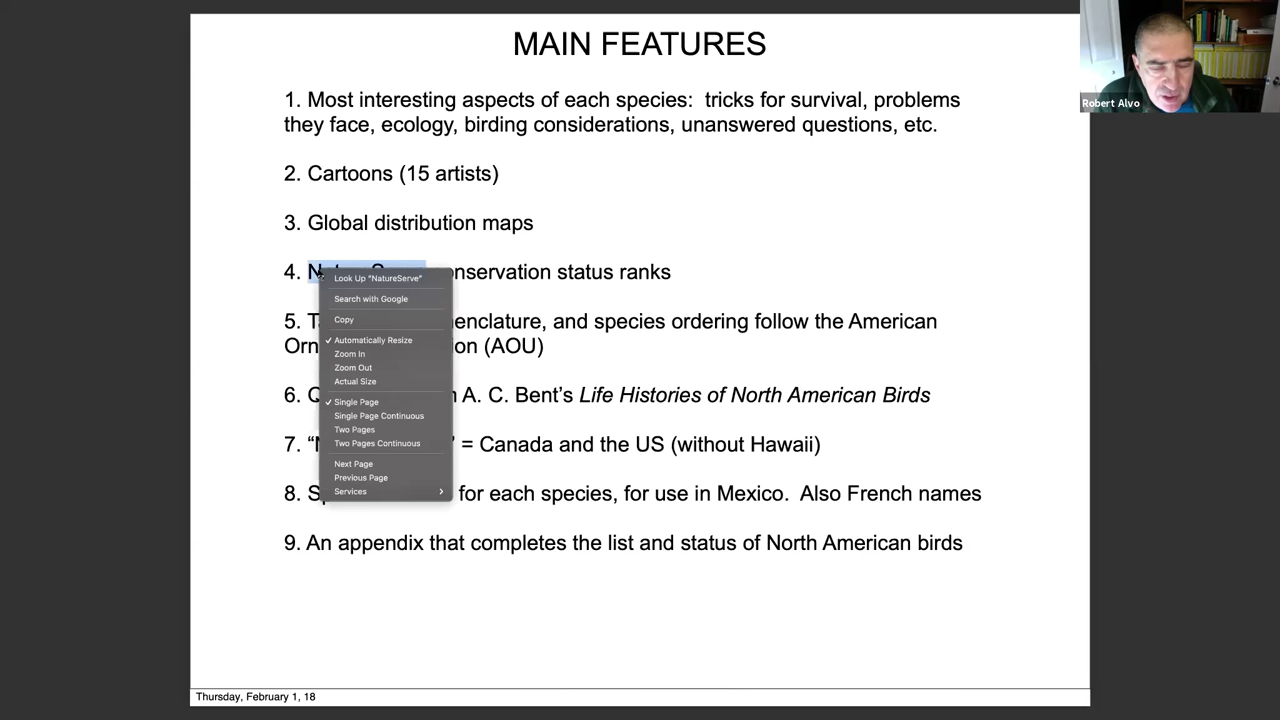 MAIN FEATURES
1. Most interesting aspects of each species: tricks for survival, problems
they face, ecology, birding considerations, unanswered questions, etc.
Robert Alvo
2. Cartoons (15 artists)
3. Global distribution maps
4. onservation status ranks
Look Up “NatureServe”
Search with Google
Copy
Automatically Resize
Zoom In
Zoom Out
Actual Size
Single Page
Single Page Continuous
Two Pages
Two Pages Continuous
Next Page
Previous Page
Services
5. T enclature, and species ordering follow the American
Orn ion (AOU)
6. A. C. Bent’s Life Histories of North American Birds
7. “N ” = Canada and the US (without Hawaii)
8. S for each species, for use in Mexico. Also French names
9. An appendix that completes the list and status of North American birds
Thursday, February 1, 18